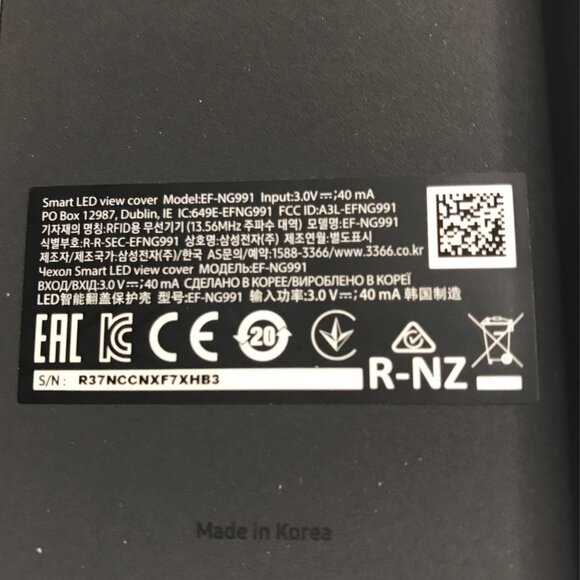 Smart LED view cover Model:EF-NG991 Input:3.0V⎓;40 mA
PO Box 12987, Dublin, IE IC:649E-EFNG991 FCC ID:A3L-EFNG991
기자재의 명칭:RFID용 무선기기 (13.56MHz 주파수 대역) 모델명:EF-NG991
식별부호:R-R-SEC-EFNG991 상호명:삼성전자(주) 제조연월:별도표시
제조자/제조국가:삼성전자(주)/한국 AS문의/예약:1588-3366/www.3366.co.kr
Чехол Smart LED view cover МОДЕЛЬ:EF-NG991
ВХОД/ВХІД:3.0 V⎓;40 mA СДЕЛАНО В КОРЕЕ/ВИРОБЛЕНО В КОРЕЇ
LED智能翻盖保护壳 型号:EF-NG991 输入功率:3.0 V⎓;40 mA 韩国制造
EAC KC CE 20 R-NZ
S/N: R37NCCNXF7XHB3
Made in Korea